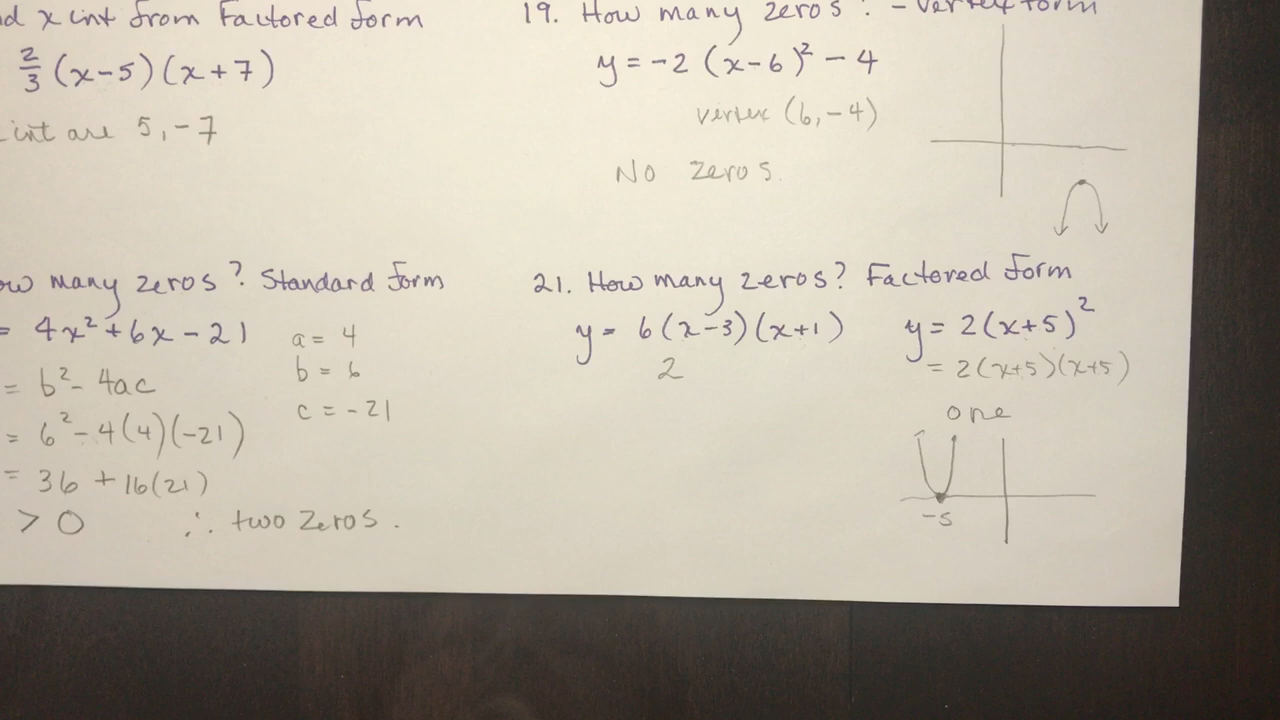 d x int from Factored form
2/3 (x-5)(x+7)
int are 5, -7
19. How many zeros? - vertex form
y = -2 (x-6)² - 4
vertex (6, -4)
No zeros.
ow many zeros? Standard form
= 4x² + 6x - 21
a = 4
b = 6
c = -21
= b² - 4ac
= 6² - 4(4)(-21)
= 36 + 16(21)
> 0 ∴ two zeros.
21. How many zeros? Factored form
y = 6(x-3)(x+1)
2
y = 2(x+5)²
= 2(x+5)(x+5)
one
-5